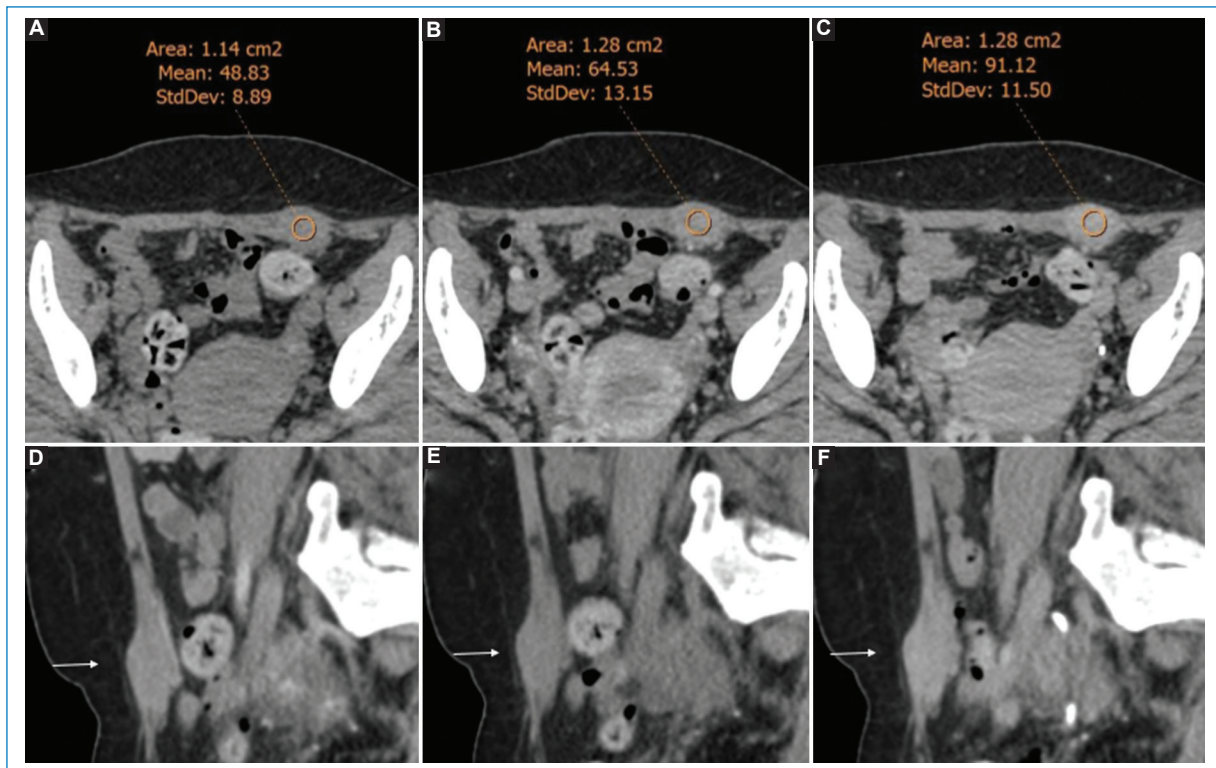 A
Area: 1.14 cm2
Mean: 48.83
StdDev: 8.89
B
Area: 1.28 cm2
Mean: 64.53
StdDev: 13.15
C
Area: 1.28 cm2
Mean: 91.12
StdDev: 11.50
D
E
F